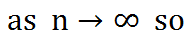 as n → ∞ so